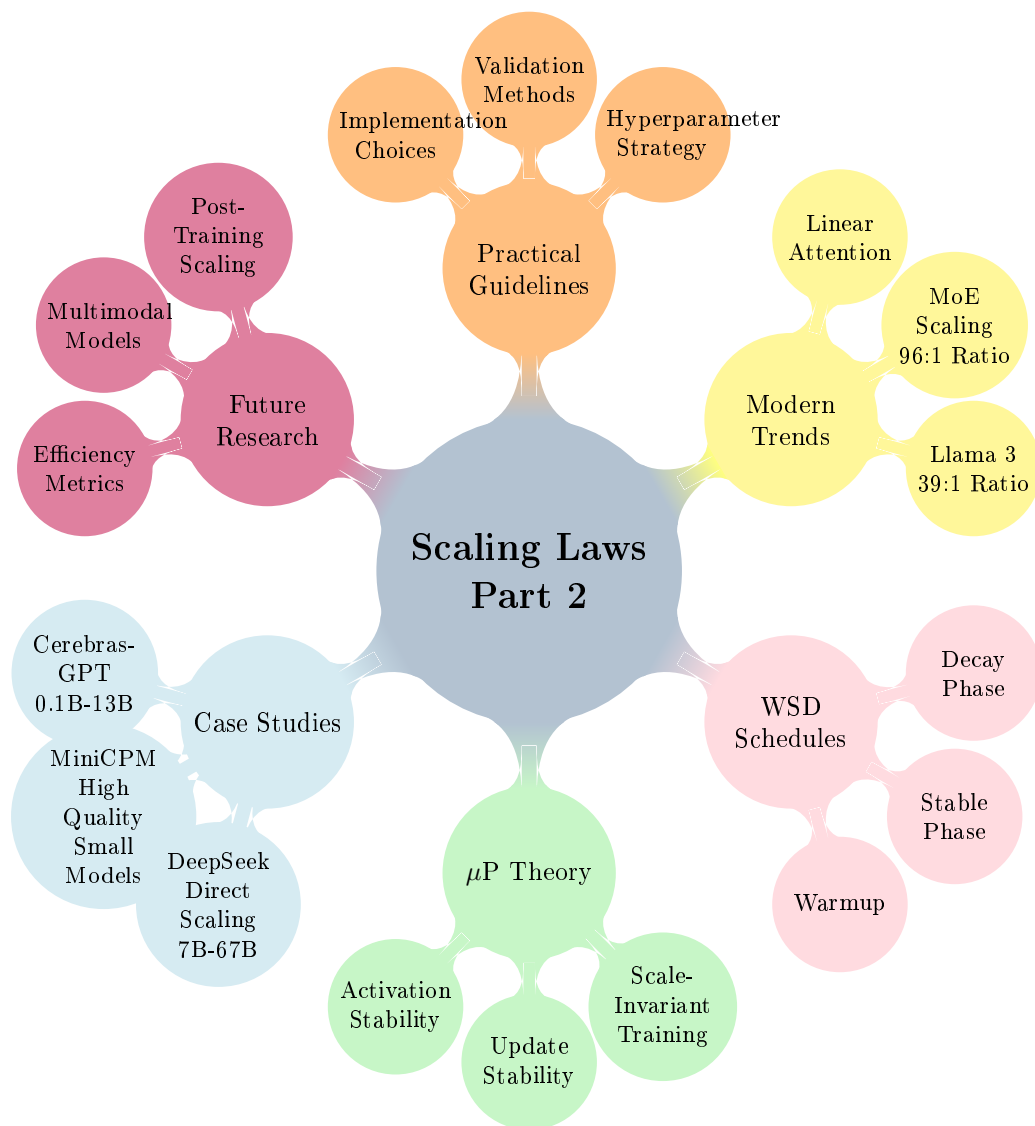 Scaling Laws
Part 2
Practical
Guidelines
Implementation
Choices
Validation
Methods
Hyperparameter
Strategy
Modern
Trends
Linear
Attention
MoE
Scaling
96:1 Ratio
Llama 3
39:1 Ratio
WSD
Schedules
Decay
Phase
Stable
Phase
Warmup
μP Theory
Scale-
Invariant
Training
Update
Stability
Activation
Stability
Case Studies
DeepSeek
Direct
Scaling
7B-67B
MiniCPM
High
Quality
Small
Models
Cerebras-
GPT
0.1B-13B
Future
Research
Efficiency
Metrics
Multimodal
Models
Post-
Training
Scaling